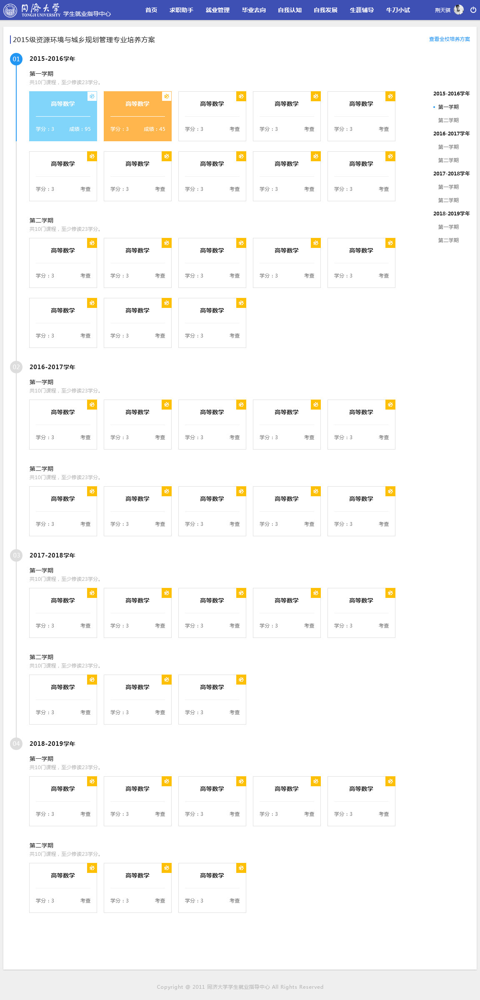 同濟大学
TONGJI UNIVERSITY
学生就业指导中心
首页 求职助手 就业管理 毕业去向 自我认知 自我发展 生涯辅导 牛刀小试
荆天骐
2015级资源环境与城乡规划管理专业培养方案
查看全校培养方案
01 2015-2016学年
第一学期
共10门课程，至少修读23学分。
必 必 必 必 必
高等数学 高等数学 高等数学 高等数学 高等数学
学分：3 成绩：95 学分：3 成绩：45 学分：3 考查 学分：3 考查 学分：3 考查
必 必 必 必 必
高等数学 高等数学 高等数学 高等数学 高等数学
学分：3 考查 学分：3 考查 学分：3 考查 学分：3 考查 学分：3 考查
第二学期
共10门课程，至少修读23学分。
必 必 必 必 必
高等数学 高等数学 高等数学 高等数学 高等数学
学分：3 考查 学分：3 考查 学分：3 考查 学分：3 考查 学分：3 考查
必 必 必
高等数学 高等数学 高等数学
学分：3 考查 学分：3 考查 学分：3 考查
02 2016-2017学年
第一学期
共10门课程，至少修读23学分。
必 必 必 必 必
高等数学 高等数学 高等数学 高等数学 高等数学
学分：3 考查 学分：3 考查 学分：3 考查 学分：3 考查 学分：3 考查
第二学期
共10门课程，至少修读23学分。
必 必 必 必 必
高等数学 高等数学 高等数学 高等数学 高等数学
学分：3 考查 学分：3 考查 学分：3 考查 学分：3 考查 学分：3 考查
03 2017-2018学年
第一学期
共10门课程，至少修读23学分。
必 必 必 必 必
高等数学 高等数学 高等数学 高等数学 高等数学
学分：3 考查 学分：3 考查 学分：3 考查 学分：3 考查 学分：3 考查
第二学期
共10门课程，至少修读23学分。
必 必 必
高等数学 高等数学 高等数学
学分：3 考查 学分：3 考查 学分：3 考查
04 2018-2019学年
第一学期
共10门课程，至少修读23学分。
必 必 必 必 必
高等数学 高等数学 高等数学 高等数学 高等数学
学分：3 考查 学分：3 考查 学分：3 考查 学分：3 考查 学分：3 考查
第二学期
共10门课程，至少修读23学分。
必 必 必
高等数学 高等数学 高等数学
学分：3 考查 学分：3 考查 学分：3 考查
2015-2016学年
第一学期
第二学期
2016-2017学年
第一学期
第二学期
2017-2018学年
第一学期
第二学期
2018-2019学年
第一学期
第二学期
Copyright @ 2011 同济大学学生就业指导中心 All Rights Reserved